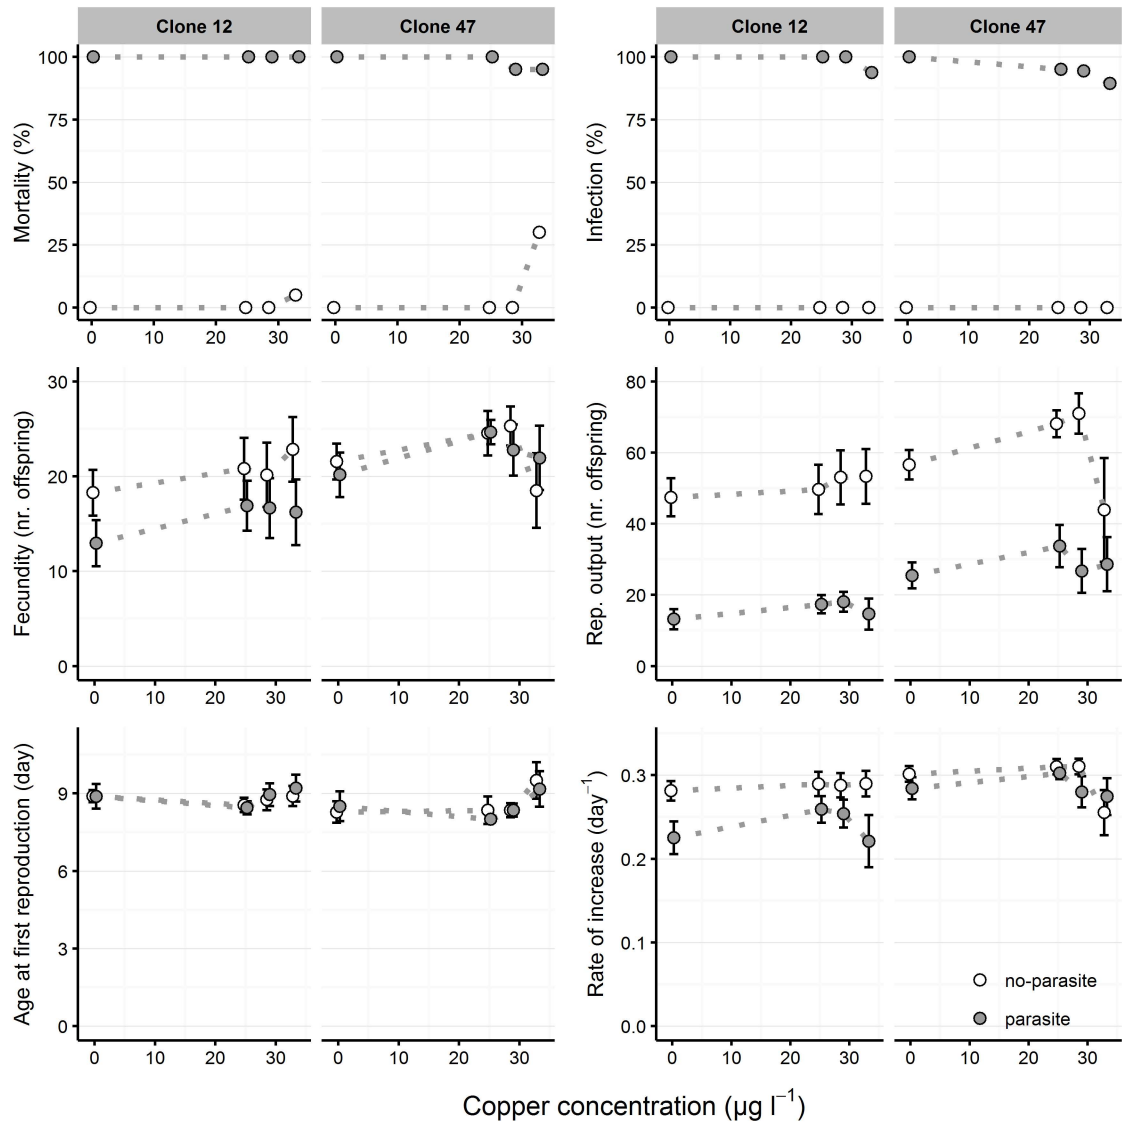 Clone 12
Clone 47
Clone 12
Clone 47
Mortality (%)
100
75
50
25
0
0 10 20 30
0 10 20 30
Infection (%)
100
75
50
25
0
0 10 20 30
0 10 20 30
Fecundity (nr. offspring)
30
20
10
0
0 10 20 30
0 10 20 30
Rep. output (nr. offspring)
80
60
40
20
0
0 10 20 30
0 10 20 30
Age at first reproduction (day)
9
6
3
0
0 10 20 30
0 10 20 30
Rate of increase (day⁻¹)
0.3
0.2
0.1
0.0
0 10 20 30
0 10 20 30
no-parasite
parasite
Copper concentration (μg l⁻¹)